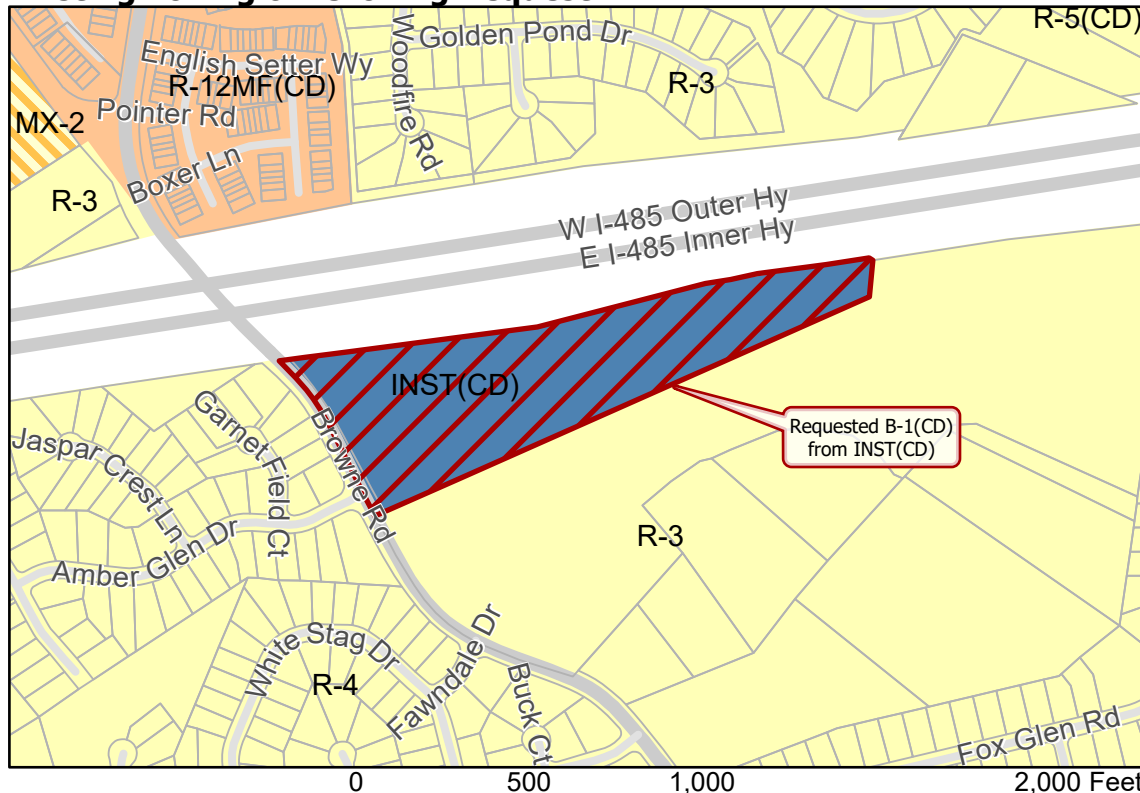 R-5(CD)
Golden Pond Dr
Woodfire Rd
English Setter Wy
R-12MF(CD)
R-3
Pointer Rd
MX-2
Boxer Ln
R-3
W I-485 Outer Hy
E I-485 Inner Hy
INST(CD)
Requested B-1(CD)
from INST(CD)
Garnet Field Ct
Browne Rd
Jaspar Crest Ln
Amber Glen Dr
R-3
White Stag Dr
R-4
Fawndale Dr
Buck Ct
Fox Glen Rd
0 500 1,000 2,000 Feet